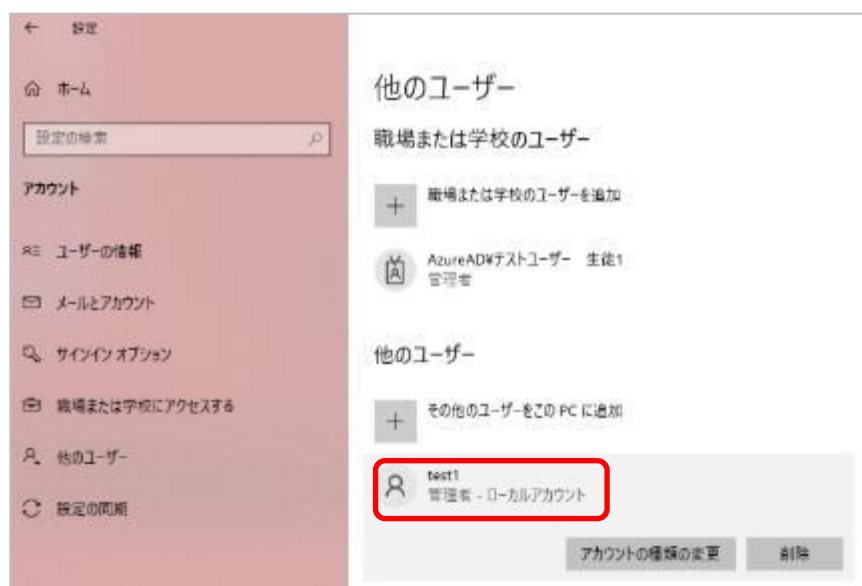 設定
ホーム
設定の検索
アカウント
ユーザーの情報
メールとアカウント
サインイン オプション
職場または学校にアクセスする
他のユーザー
設定の同期
他のユーザー
職場または学校のユーザー
職場または学校のユーザーを追加
AzureAD¥テストユーザー 生徒1
管理者
他のユーザー
その他のユーザーをこの PC に追加
test1
管理者 - ローカルアカウント
アカウントの種類の変更
削除